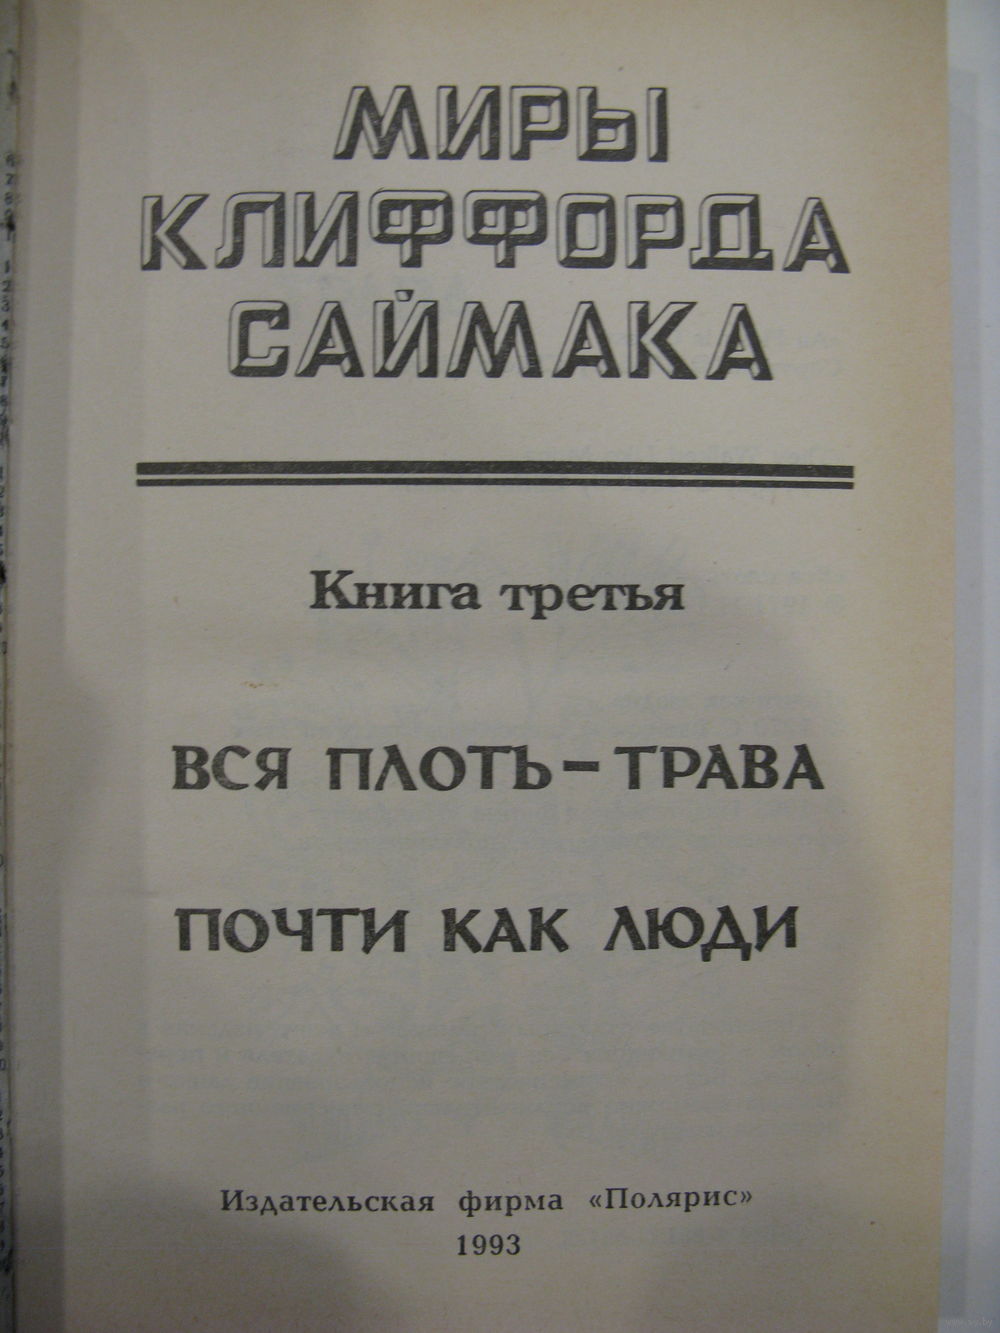 МИРЫ
КЛИФФОРДА
САЙМАКА
Книга третья
ВСЯ ПЛОТЬ – ТРАВА
ПОЧТИ КАК ЛЮДИ
Издательская фирма «Полярис»
1993